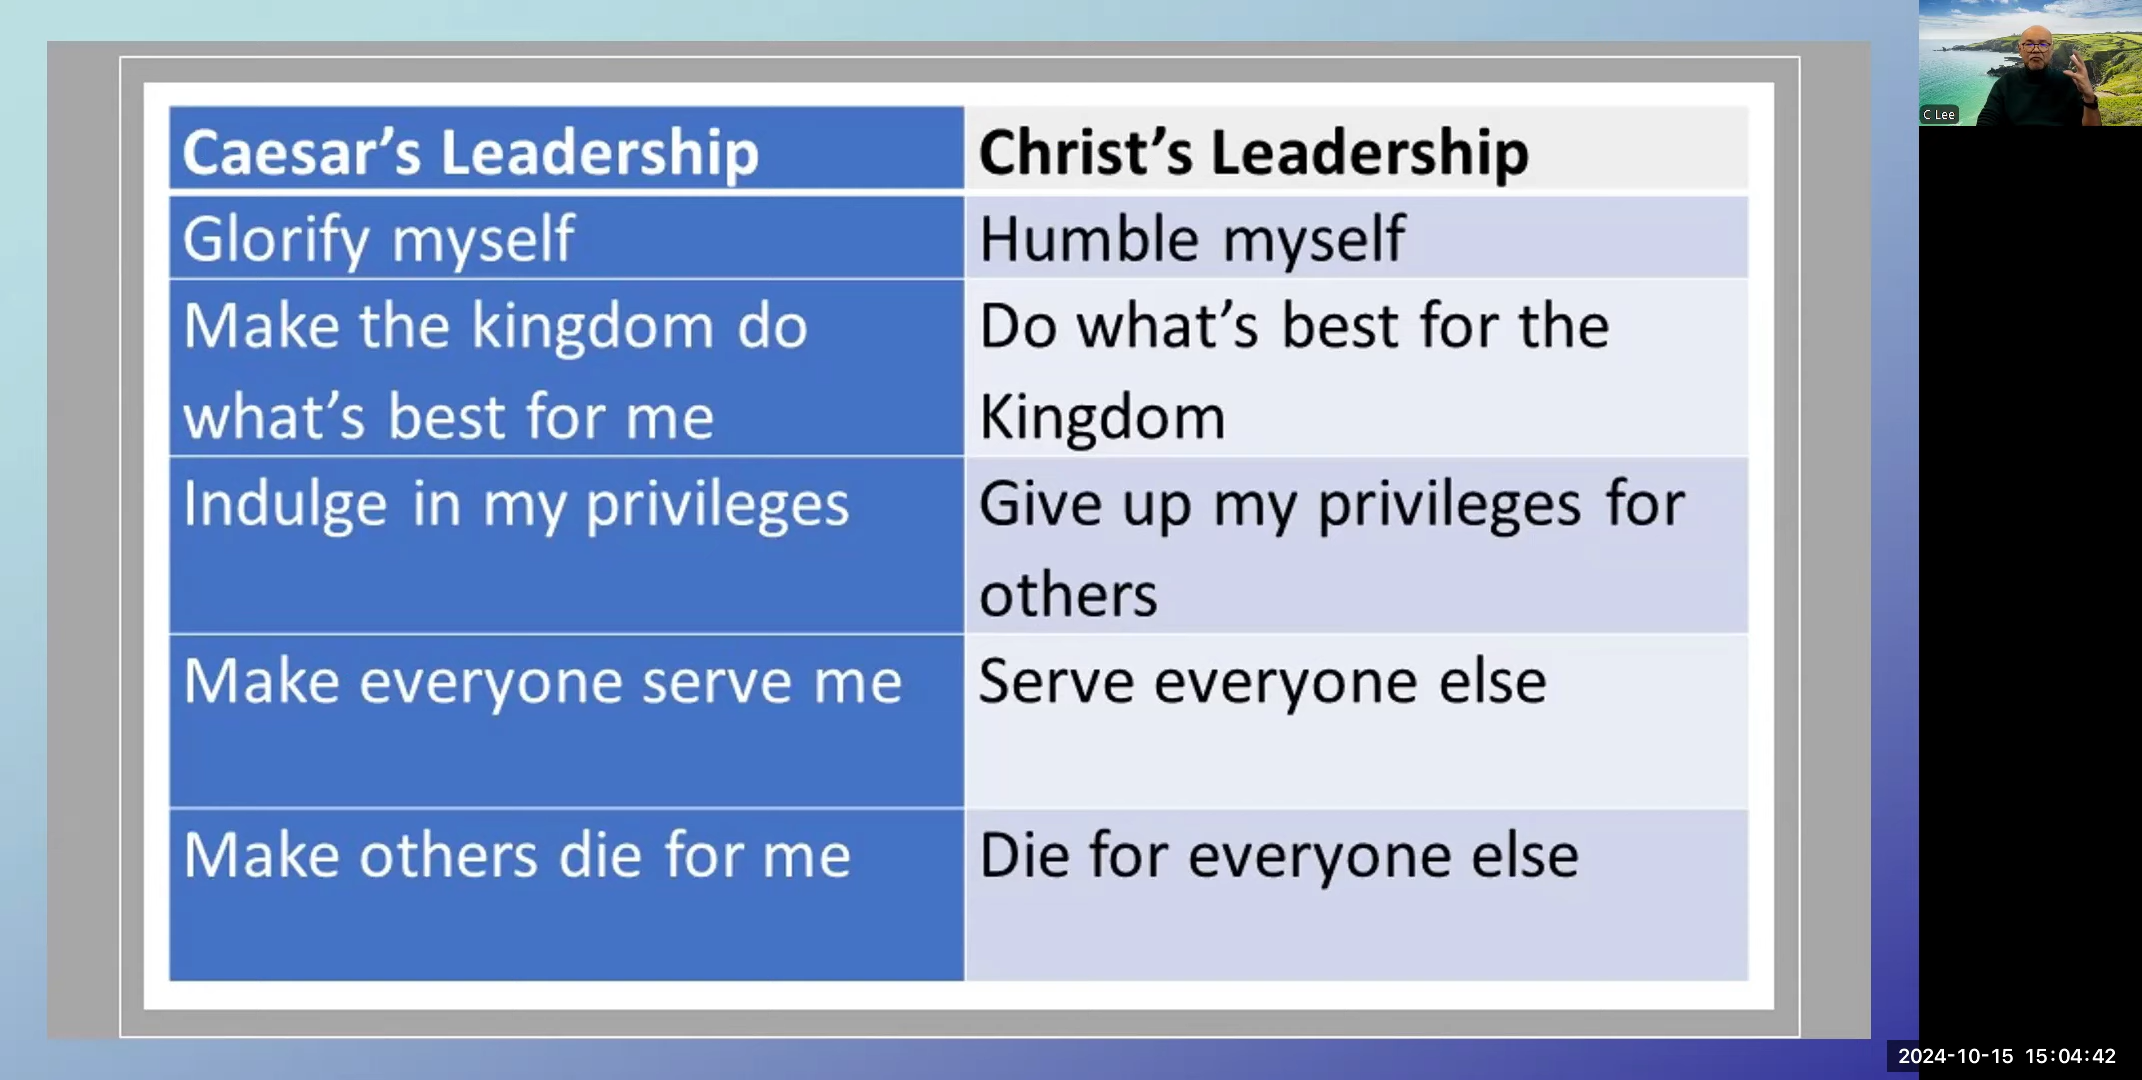 Caesar’s Leadership
Christ’s Leadership
Glorify myself
Humble myself
Make the kingdom do
what’s best for me
Do what’s best for the
Kingdom
Indulge in my privileges
Give up my privileges for
others
Make everyone serve me
Serve everyone else
Make others die for me
Die for everyone else
C Lee
2024-10-15 15:04:42